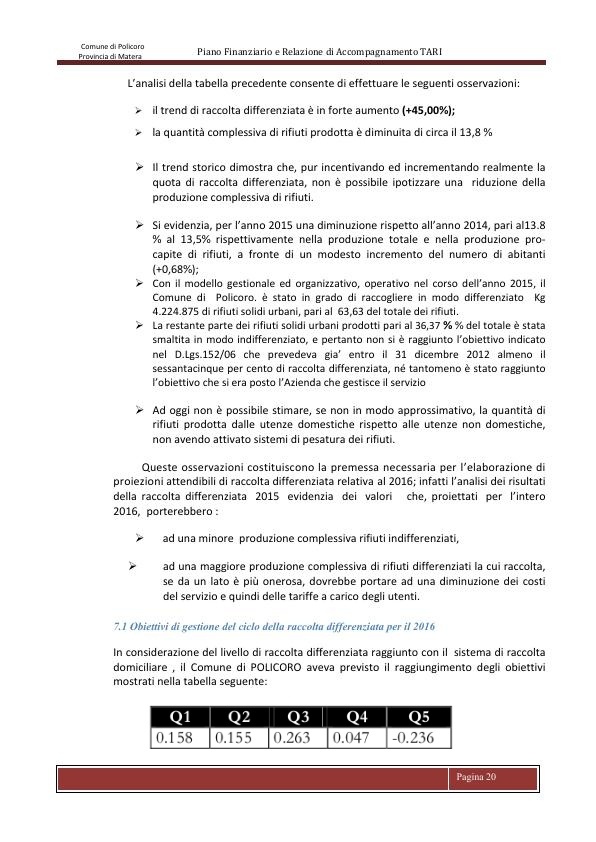 Comune di Policoro
Provincia di Matera
Piano Finanziario e Relazione di Accompagnamento TARI
L'analisi della tabella precedente consente di effettuare le seguenti osservazioni:
➢ il trend di raccolta differenziata è in forte aumento (+45,00%);
➢ la quantità complessiva di rifiuti prodotta è diminuita di circa il 13,8 %
➢ Il trend storico dimostra che, pur incentivando ed incrementando realmente la
quota di raccolta differenziata, non è possibile ipotizzare una riduzione della
produzione complessiva di rifiuti.
➢ Si evidenzia, per l'anno 2015 una diminuzione rispetto all'anno 2014, pari al13.8
% al 13,5% rispettivamente nella produzione totale e nella produzione pro-
capite di rifiuti, a fronte di un modesto incremento del numero di abitanti
(+0,68%);
➢ Con il modello gestionale ed organizzativo, operativo nel corso dell'anno 2015, il
Comune di Policoro. è stato in grado di raccogliere in modo differenziato Kg
4.224.875 di rifiuti solidi urbani, pari al 63,63 del totale dei rifiuti.
➢ La restante parte dei rifiuti solidi urbani prodotti pari al 36,37 % % del totale è stata
smaltita in modo indifferenziato, e pertanto non si è raggiunto l'obiettivo indicato
nel D.Lgs.152/06 che prevedeva gia' entro il 31 dicembre 2012 almeno il
sessantacinque per cento di raccolta differenziata, né tantomeno è stato raggiunto
l'obiettivo che si era posto l'Azienda che gestisce il servizio
➢ Ad oggi non è possibile stimare, se non in modo approssimativo, la quantità di
rifiuti prodotta dalle utenze domestiche rispetto alle utenze non domestiche,
non avendo attivato sistemi di pesatura dei rifiuti.
Queste osservazioni costituiscono la premessa necessaria per l'elaborazione di
proiezioni attendibili di raccolta differenziata relativa al 2016; infatti l'analisi dei risultati
della raccolta differenziata 2015 evidenzia dei valori che, proiettati per l'intero
2016, porterebbero :
➢ ad una minore produzione complessiva rifiuti indifferenziati,
➢ ad una maggiore produzione complessiva di rifiuti differenziati la cui raccolta,
se da un lato è più onerosa, dovrebbe portare ad una diminuzione dei costi
del servizio e quindi delle tariffe a carico degli utenti.
7.1 Obiettivi di gestione del ciclo della raccolta differenziata per il 2016
In considerazione del livello di raccolta differenziata raggiunto con il sistema di raccolta
domiciliare , il Comune di POLICORO aveva previsto il raggiungimento degli obiettivi
mostrati nella tabella seguente:
Q1 Q2 Q3 Q4 Q5
0.158 0.155 0.263 0.047 -0.236
Pagina 20